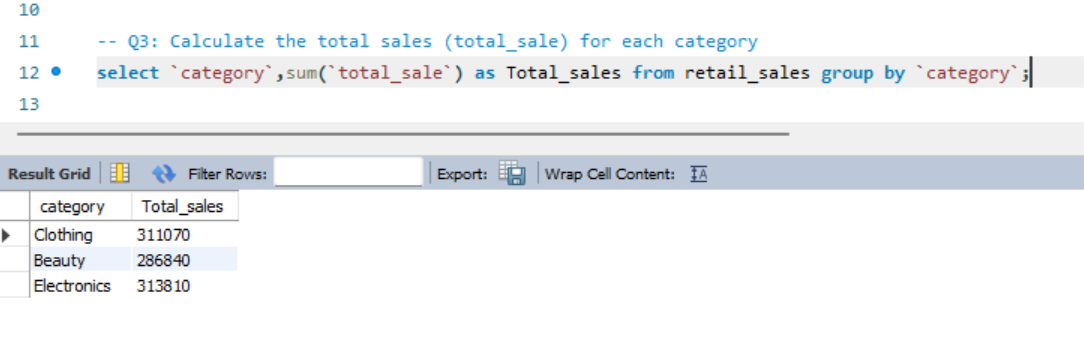 10
11 -- Q3: Calculate the total sales (total_sale) for each category
12 select `category`,sum(`total_sale`) as Total_sales from retail_sales group by `category`;
13
Result Grid Filter Rows: Export: Wrap Cell Content: IA
category Total_sales
Clothing 311070
Beauty 286840
Electronics 313810